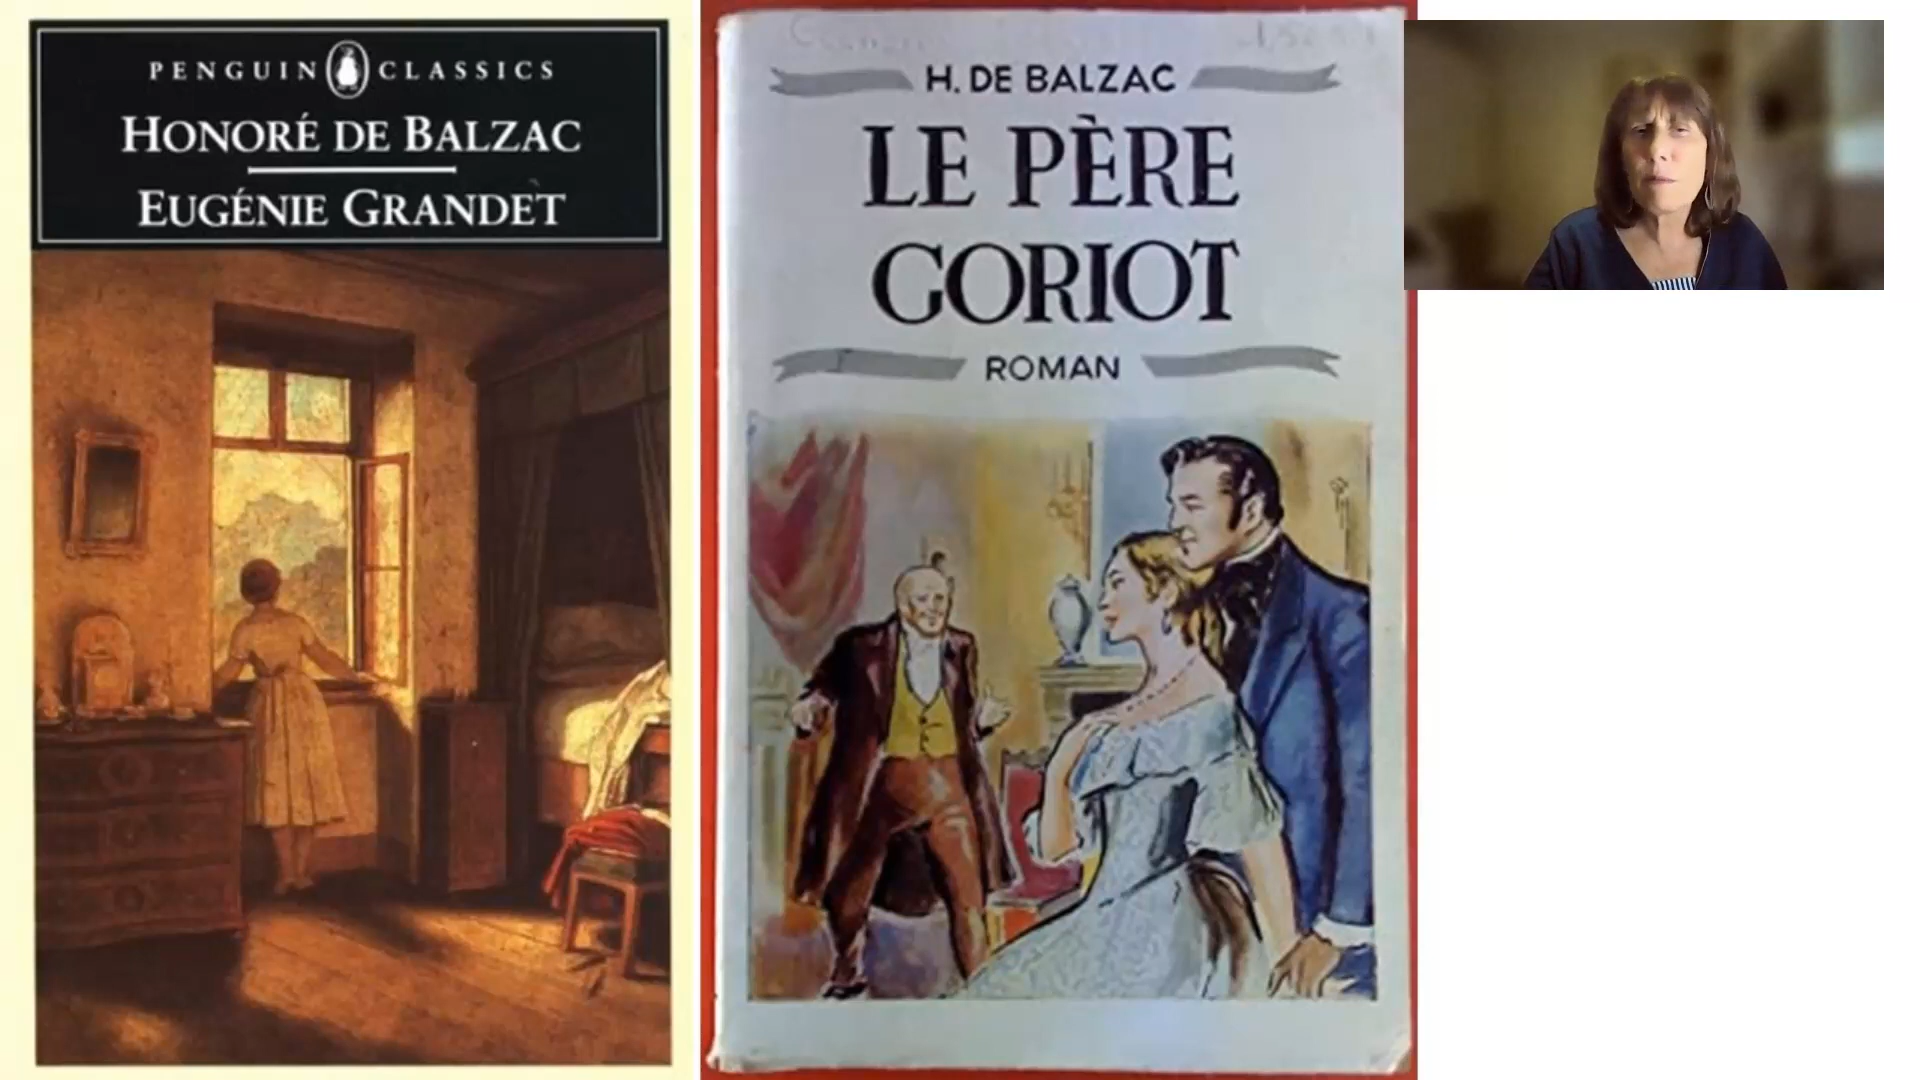 PENGUIN CLASSICS
HONORÉ DE BALZAC
EUGÉNIE GRANDET
H. DE BALZAC
LE PÈRE
GORIOT
ROMAN